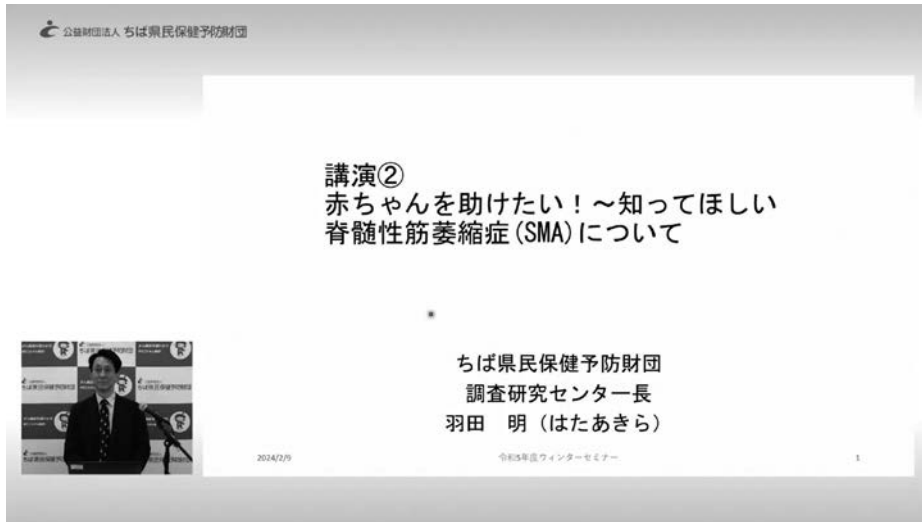 公益財団法人 ちば県民保健予防財団
講演②
赤ちゃんを助けたい！～知ってほしい
脊髄性筋萎縮症(SMA)について
ちば県民保健予防財団
調査研究センター長
羽田　明（はたあきら）
2024/2/9
令和5年度ウィンターセミナー
1